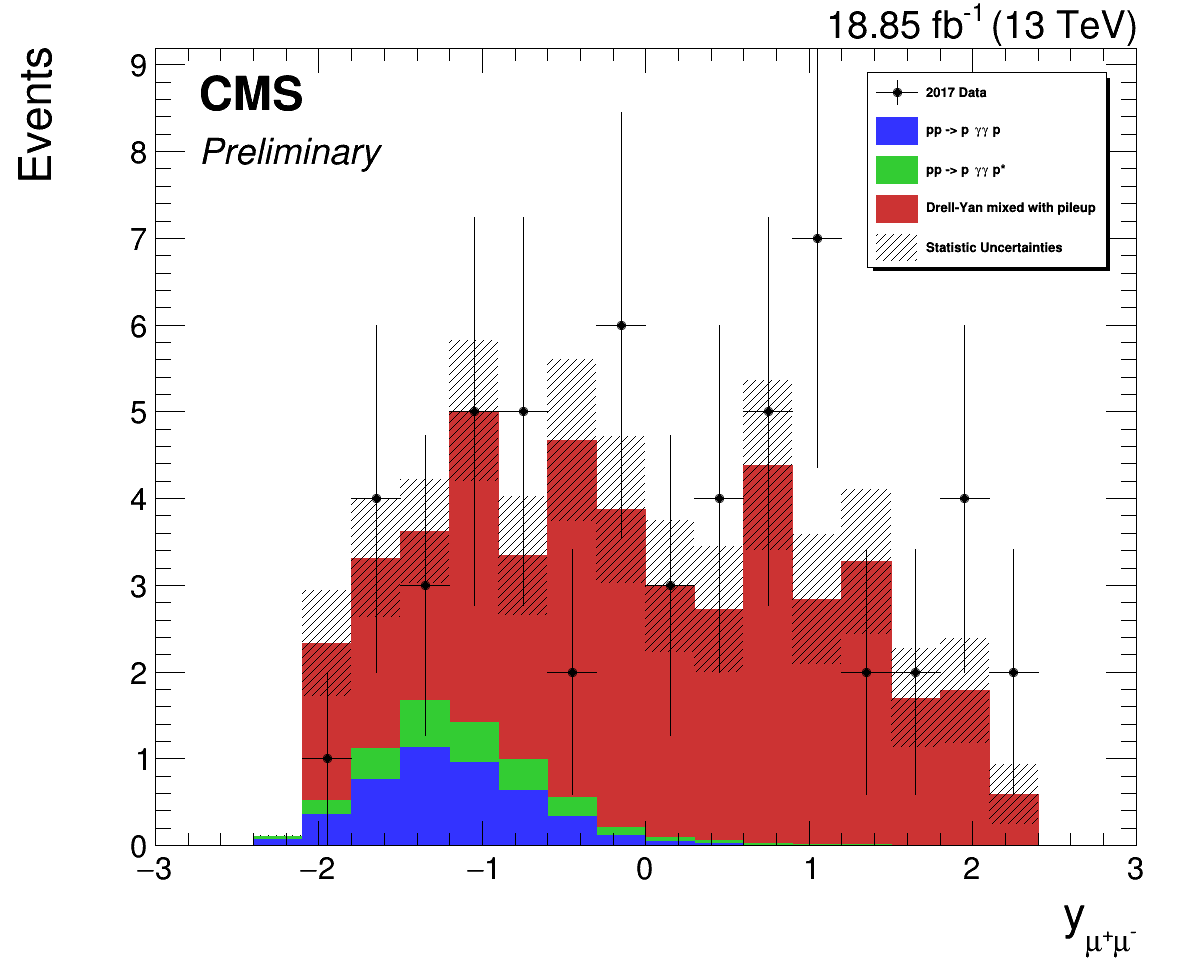 18.85 fb⁻¹ (13 TeV)
Events
CMS
Preliminary
2017 Data
pp -> p γγ p
pp -> p γγ p*
Drell-Yan mixed with pileup
Statistic Uncertainties
9
8
7
6
5
4
3
2
1
0
−3 −2 −1 0 1 2 3
y μ⁺μ⁻